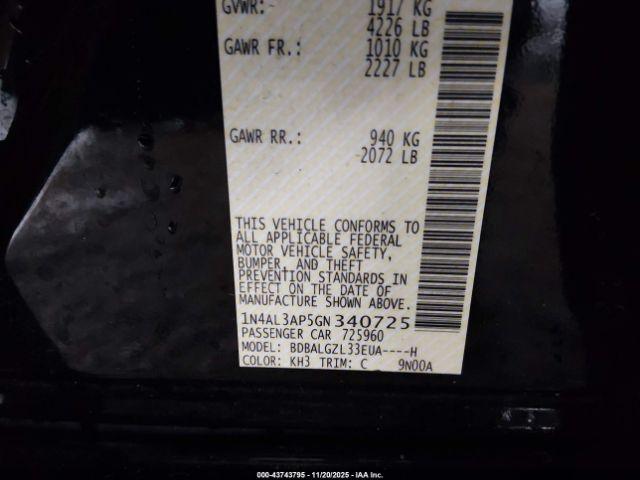 GVWR: 1917 KG
4226 LB
GAWR FR.: 1010 KG
2227 LB
GAWR RR.: 940 KG
2072 LB
THIS VEHICLE CONFORMS TO
ALL APPLICABLE FEDERAL
MOTOR VEHICLE SAFETY,
BUMPER, AND THEFT
PREVENTION STANDARDS IN
EFFECT ON THE DATE OF
MANUFACTURE SHOWN ABOVE.
1N4AL3AP5GN340725
PASSENGER CAR 725960
MODEL: BDBALGZL33EUA----H
COLOR: KH3 TRIM: C 9N00A
000-43743795 - 11/20/2025 - IAA Inc.